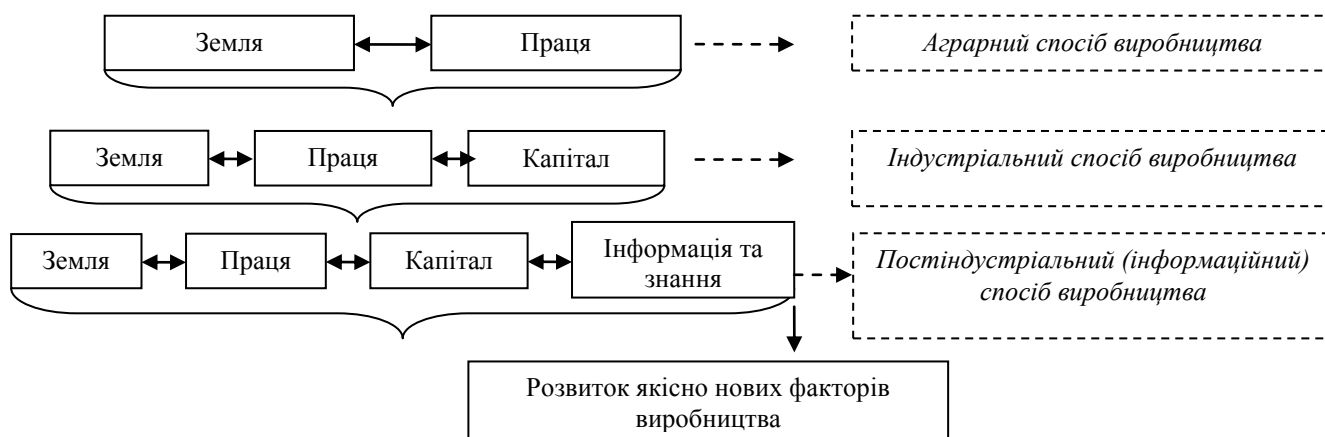 Земля
Праця
Аграрний спосіб виробництва
Земля
Праця
Капітал
Індустріальний спосіб виробництва
Земля
Праця
Капітал
Інформація та
знання
Постіндустріальний (інформаційний)
спосіб виробництва
Розвиток якісно нових факторів
виробництва